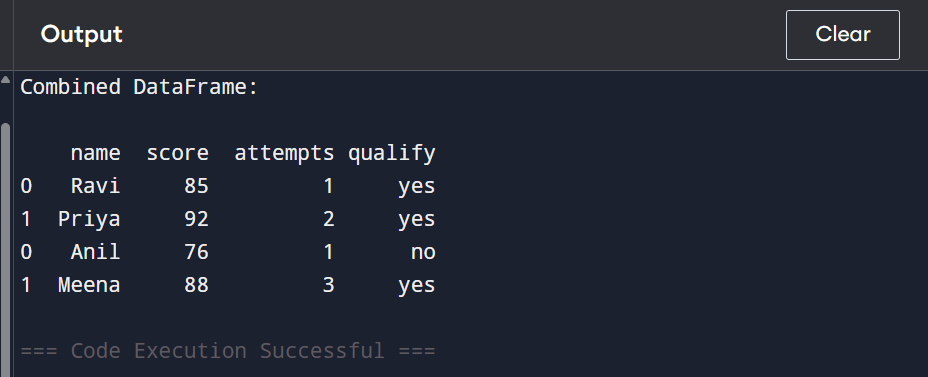 Output
Clear
Combined DataFrame:
name score attempts qualify
0 Ravi 85 1 yes
1 Priya 92 2 yes
0 Anil 76 1 no
1 Meena 88 3 yes
=== Code Execution Successful ===